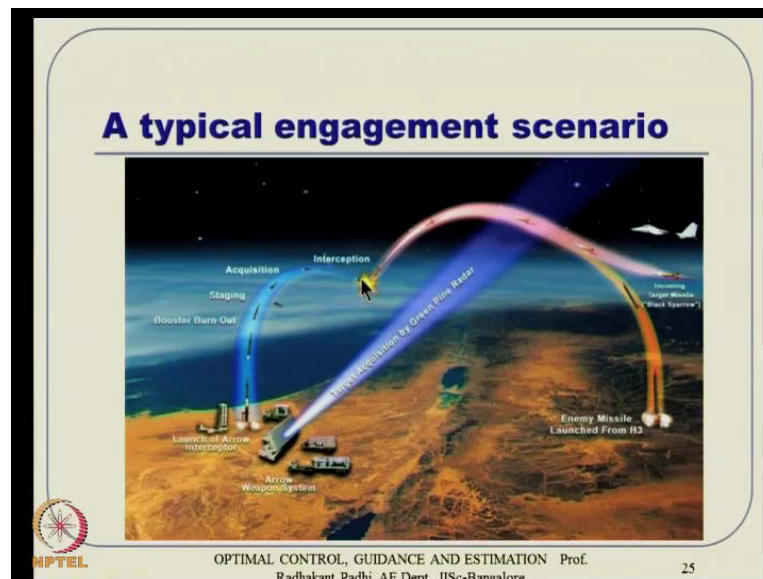 A typical engagement scenario
Interception
Acquisition
Staging
Booster Burn Out
Target Acquisition by Green Pine Radar
Incoming
Target Missile
("Black Sparrow")
Launch of Arrow
Interceptor
Arrow
Weapon System
Enemy Missile
Launched From H3
NPTEL
OPTIMAL CONTROL, GUIDANCE AND ESTIMATION Prof.
Radhakant Padhi, AE Dept., IISc-Bangalore
25